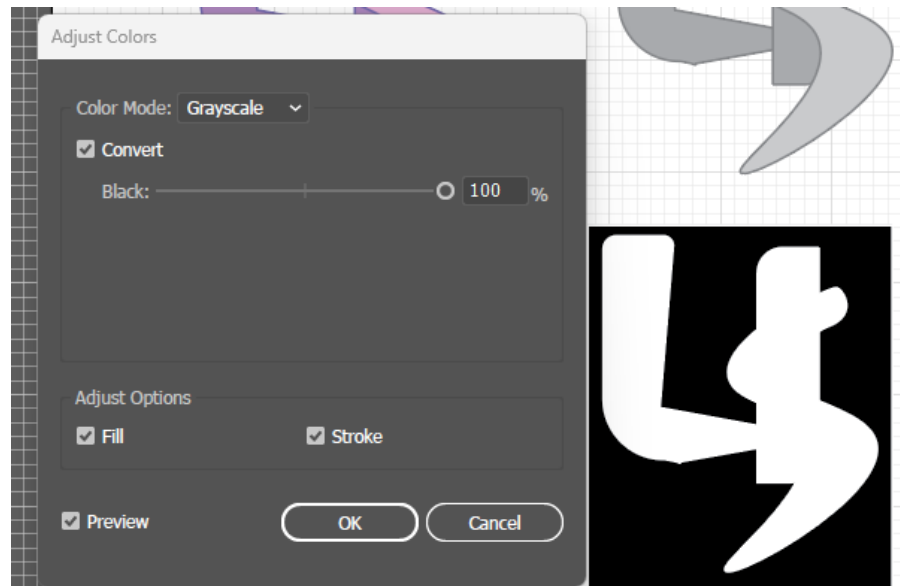 Adjust Colors
Color Mode: Grayscale
Convert
Black: 100 %
Adjust Options
Fill Stroke
Preview OK Cancel